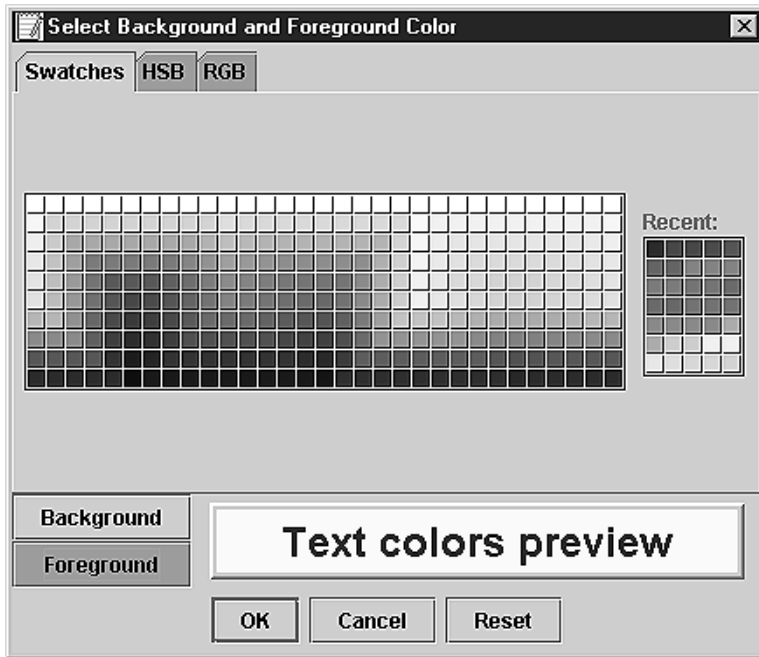 Select Background and Foreground Color
Swatches HSB RGB
Recent:
Background
Foreground
Text colors preview
OK Cancel Reset